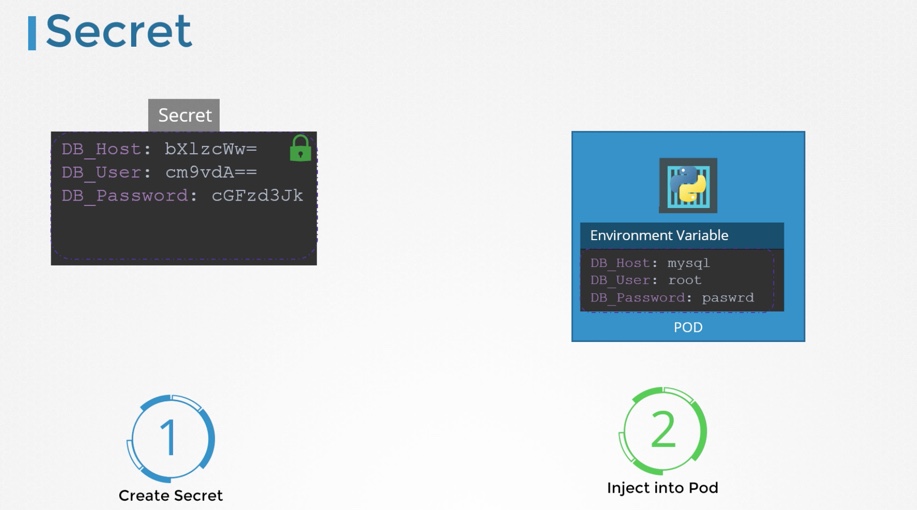 Secret
Secret
DB_Host: bXlzcWw=
DB_User: cm9vdA==
DB_Password: cGFzd3Jk
Environment Variable
DB_Host: mysql
DB_User: root
DB_Password: paswrd
POD
1
Create Secret
2
Inject into Pod